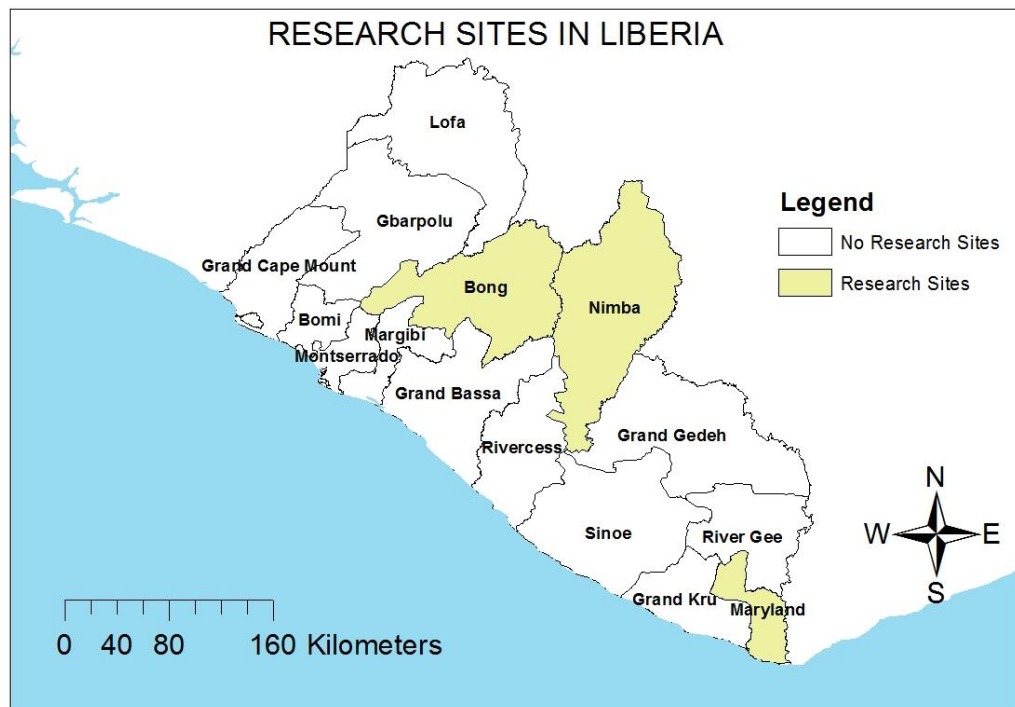 RESEARCH SITES IN LIBERIA
Lofa
Gbarpolu
Grand Cape Mount
Bong
Nimba
Bomi
Margibi
Montserrado
Grand Bassa
Rivercess
Grand Gedeh
Sinoe
River Gee
Grand Kru
Maryland
Legend
No Research Sites
Research Sites
N
W
E
S
0 40 80 160 Kilometers